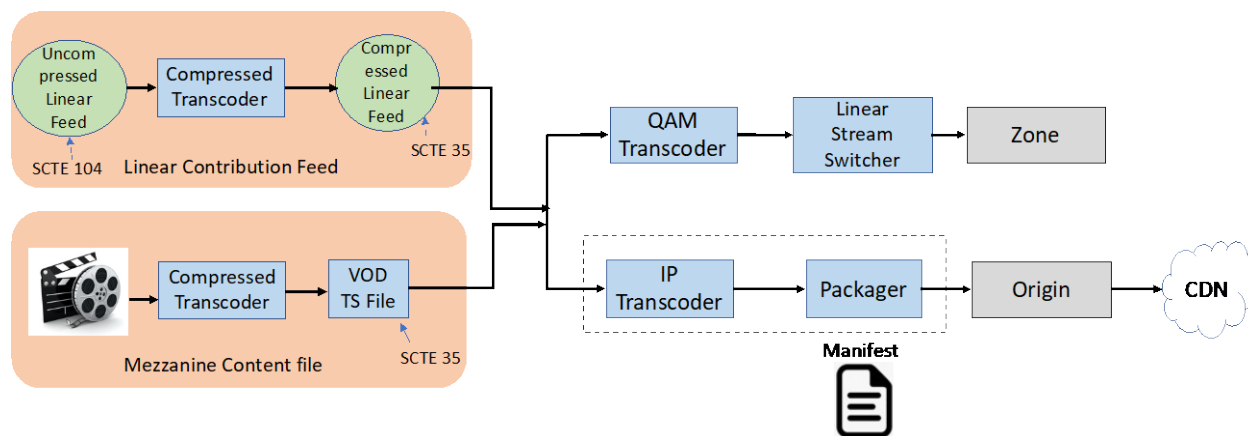 Uncom
pressed
Linear
Feed
Compressed
Transcoder
Compr
essed
Linear
Feed
SCTE 104
SCTE 35
Linear Contribution Feed
QAM
Transcoder
Linear
Stream
Switcher
Zone
Compressed
Transcoder
VOD
TS File
SCTE 35
Mezzanine Content file
IP
Transcoder
Packager
Origin
CDN
Manifest